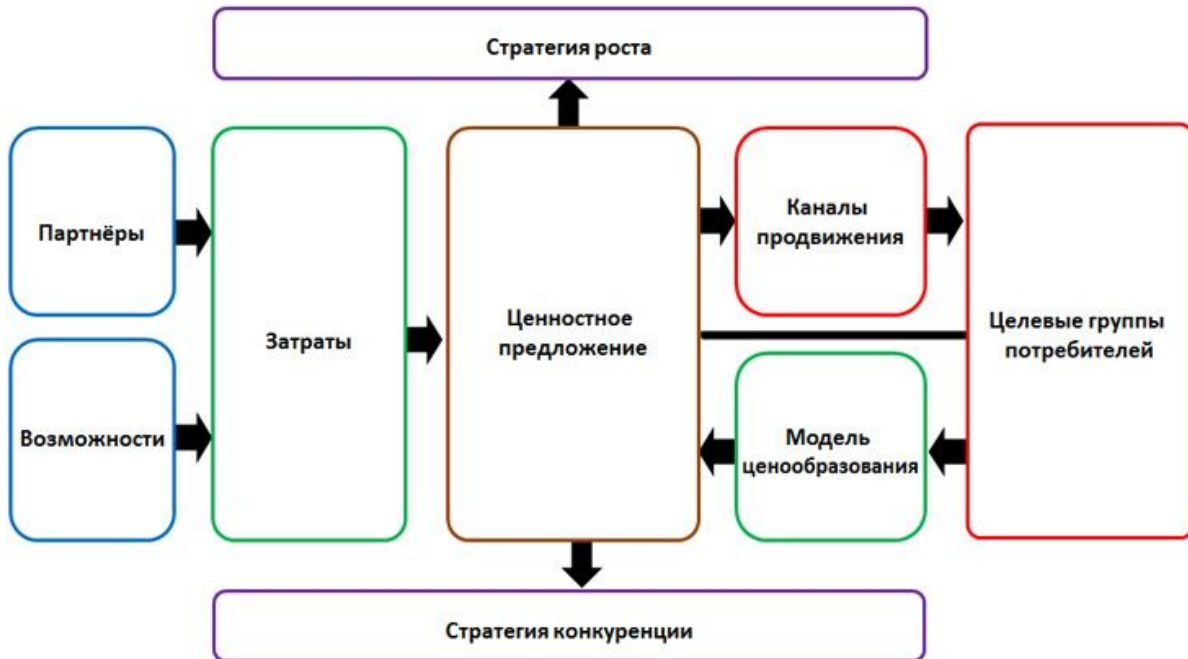 Стратегия роста
Партнёры
Возможности
Затраты
Ценностное
предложение
Каналы
продвижения
Модель
ценообразования
Целевые группы
потребителей
Стратегия конкуренции